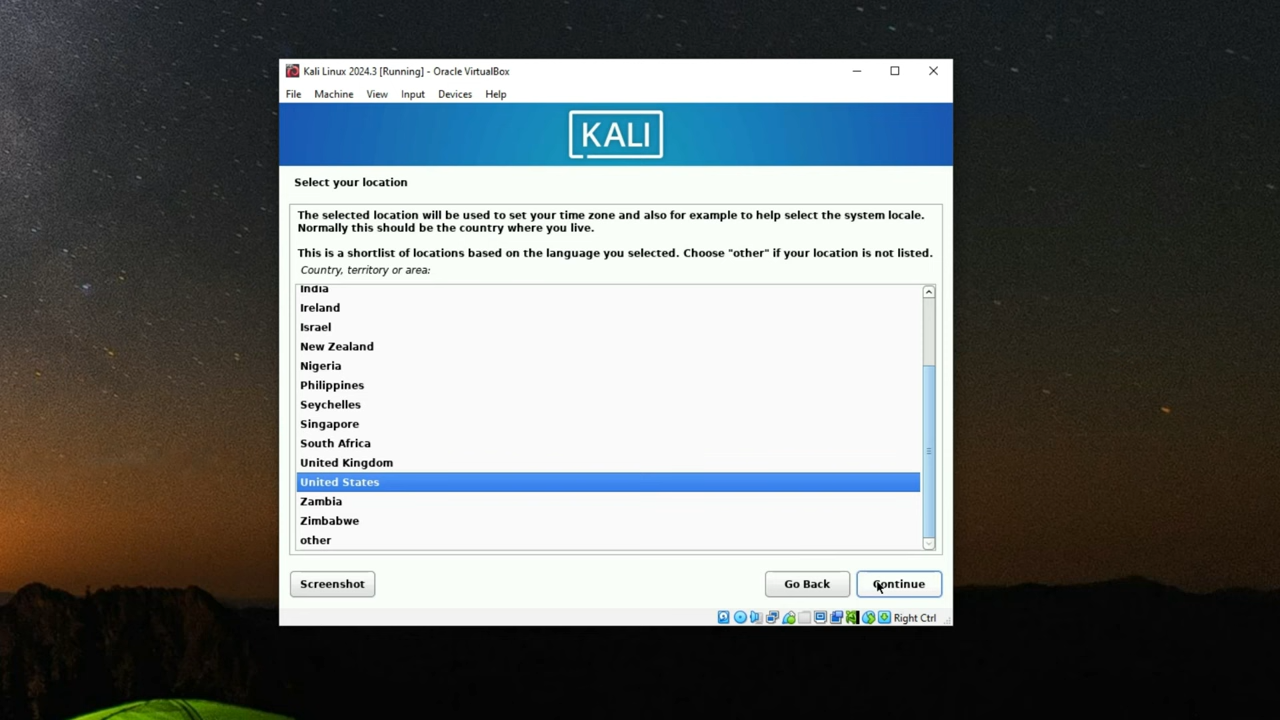 Kali Linux 2024.3 [Running] - Oracle VirtualBox
File Machine View Input Devices Help
KALI
Select your location
The selected location will be used to set your time zone and also for example to help select the system locale.
Normally this should be the country where you live.
This is a shortlist of locations based on the language you selected. Choose "other" if your location is not listed.
Country, territory or area:
India
Ireland
Israel
New Zealand
Nigeria
Philippines
Seychelles
Singapore
South Africa
United Kingdom
United States
Zambia
Zimbabwe
other
Screenshot Go Back Continue
Right Ctrl